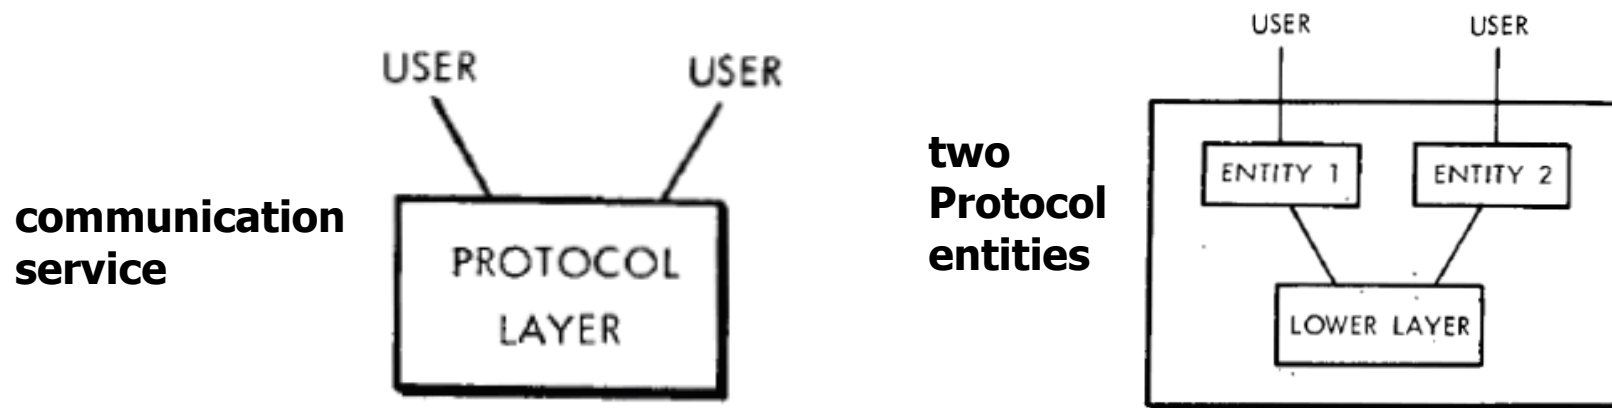 USER USER
communication
service
PROTOCOL
LAYER
USER USER
two
Protocol
entities
ENTITY 1 ENTITY 2
LOWER LAYER